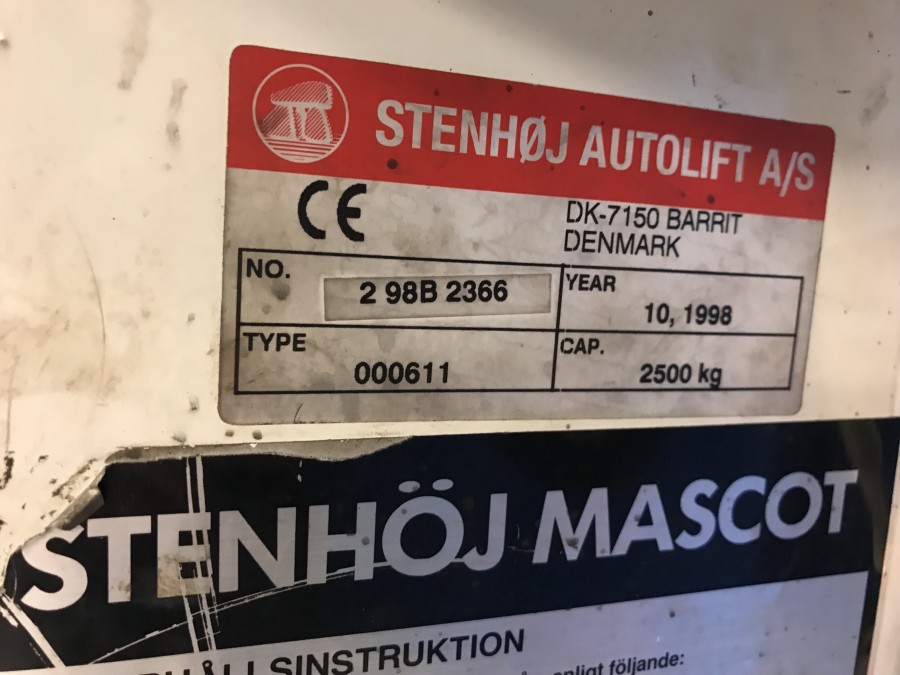 STENHØJ AUTOLIFT A/S
CE
DK-7150 BARRIT
DENMARK
NO. 2 98B 2366
YEAR 10, 1998
TYPE 000611
CAP. 2500 kg
STENHÖJ MASCOT
följande: